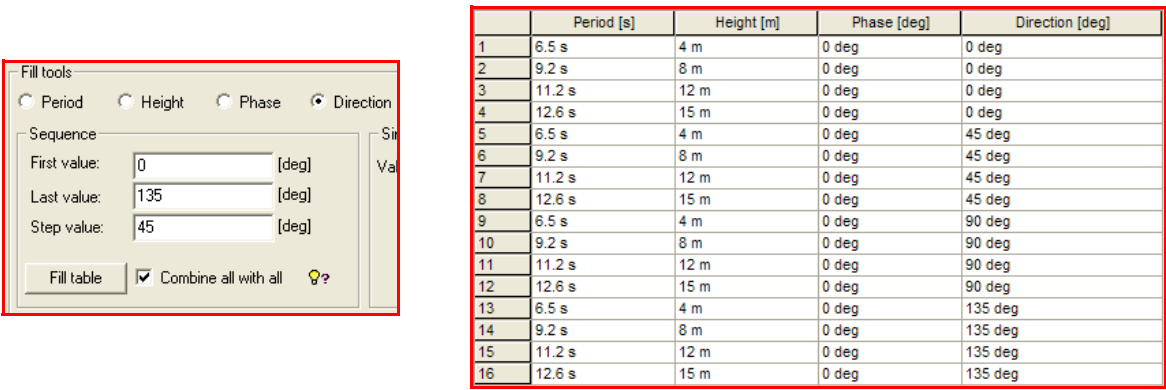 Fill tools
Period Height Phase Direction
Sequence
First value: 0 [deg]
Last value: 135 [deg]
Step value: 45 [deg]
Fill table Combine all with all ?
Period [s] Height [m] Phase [deg] Direction [deg]
1 6.5 s 4 m 0 deg 0 deg
2 9.2 s 8 m 0 deg 0 deg
3 11.2 s 12 m 0 deg 0 deg
4 12.6 s 15 m 0 deg 0 deg
5 6.5 s 4 m 0 deg 45 deg
6 9.2 s 8 m 0 deg 45 deg
7 11.2 s 12 m 0 deg 45 deg
8 12.6 s 15 m 0 deg 45 deg
9 6.5 s 4 m 0 deg 90 deg
10 9.2 s 8 m 0 deg 90 deg
11 11.2 s 12 m 0 deg 90 deg
12 12.6 s 15 m 0 deg 90 deg
13 6.5 s 4 m 0 deg 135 deg
14 9.2 s 8 m 0 deg 135 deg
15 11.2 s 12 m 0 deg 135 deg
16 12.6 s 15 m 0 deg 135 deg